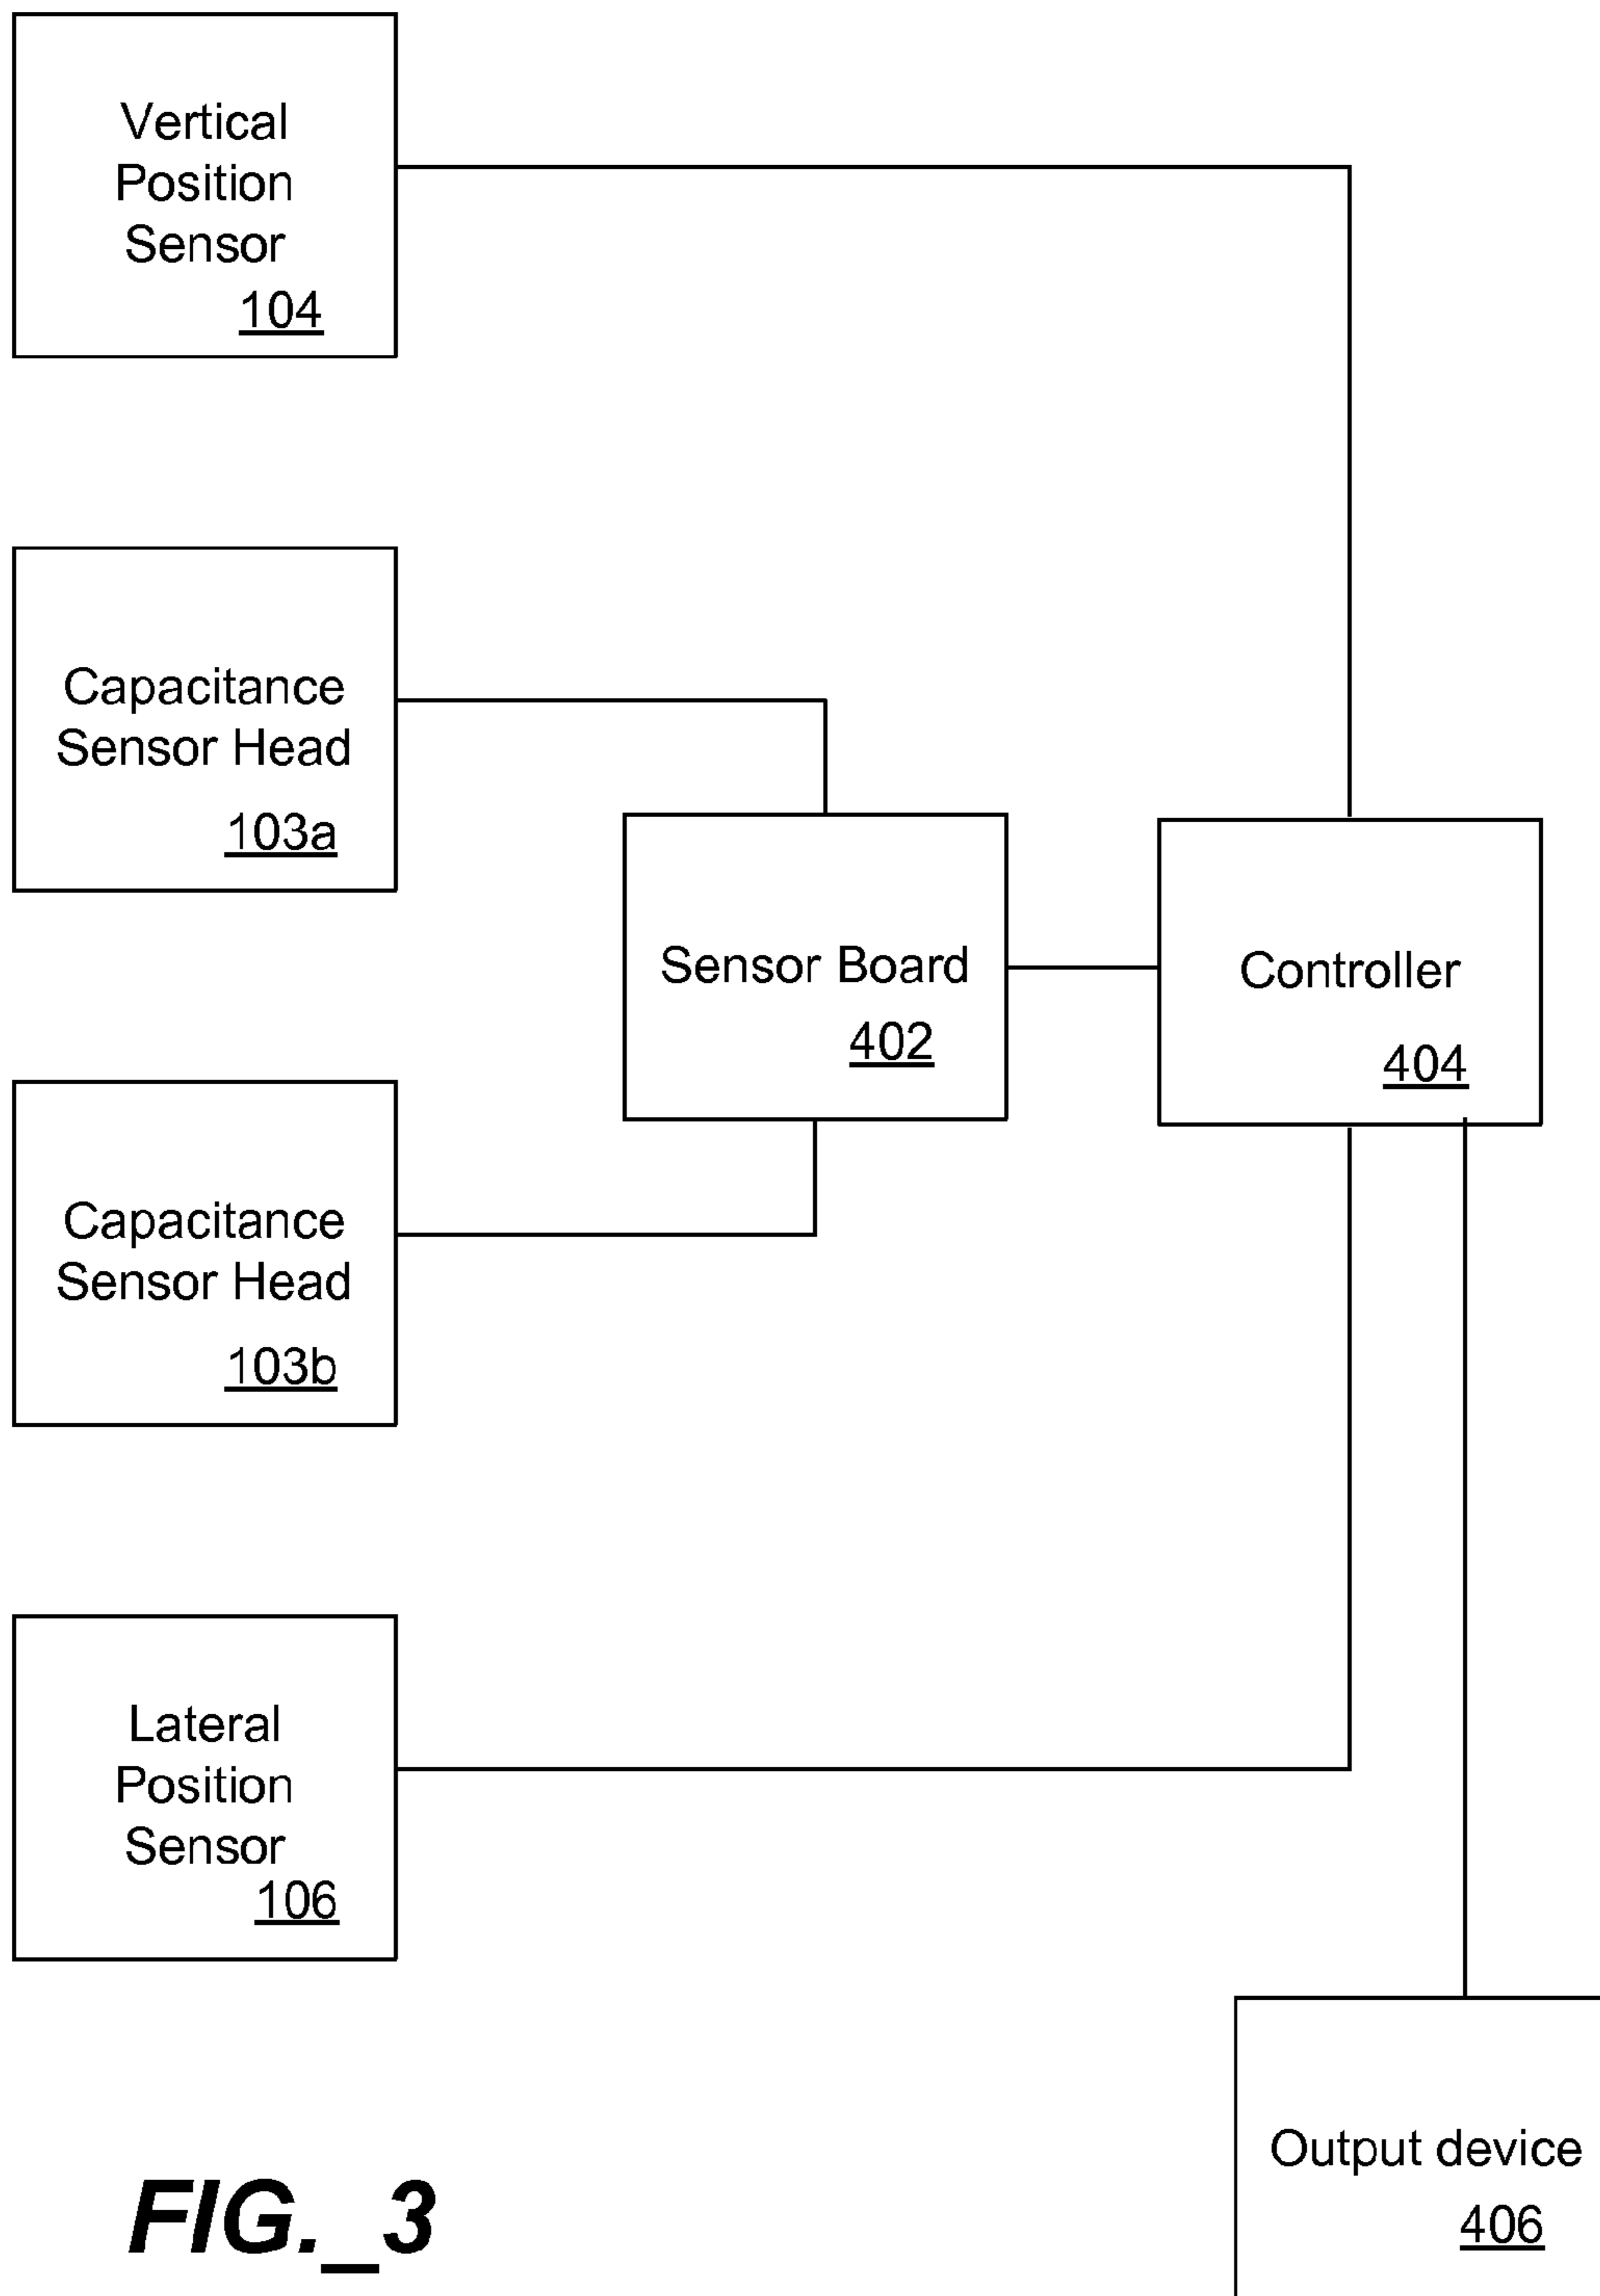 Vertical
Position
Sensor
104
Capacitance
Sensor Head
103a
Sensor Board
402
Controller
404
Capacitance
Sensor Head
103b
Lateral
Position
Sensor
106
Output device
406
FIG._3